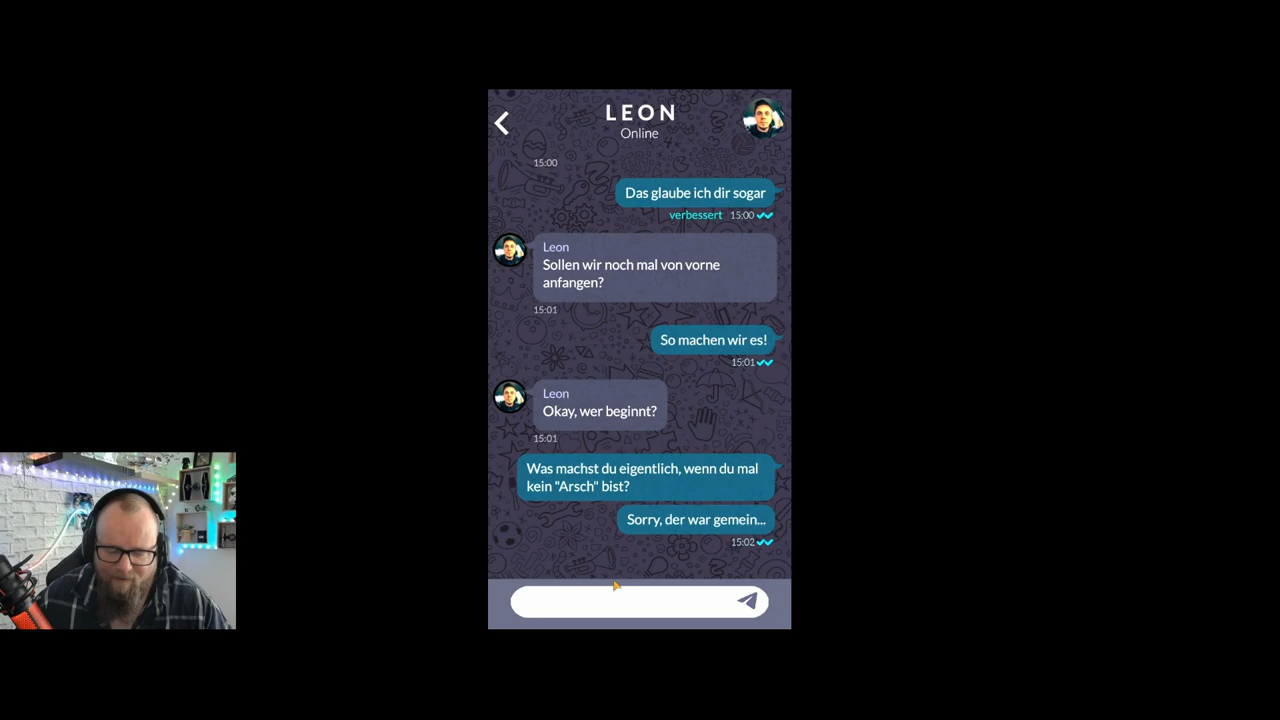 LEON
Online
15:00
Das glaube ich dir sogar
verbessert 15:00
Leon
Sollen wir noch mal von vorne
anfangen?
15:01
So machen wir es!
15:01
Leon
Okay, wer beginnt?
15:01
Was machst du eigentlich, wenn du mal
kein "Arsch" bist?
Sorry, der war gemein...
15:02